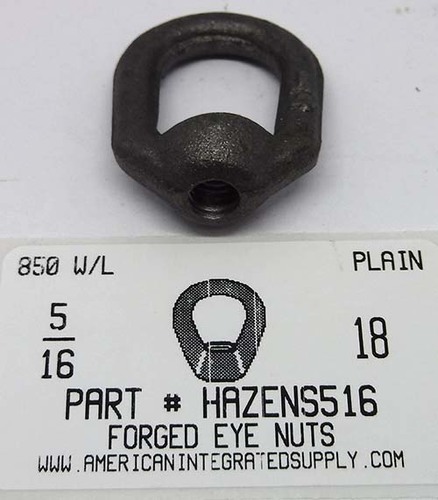 850 W/L PLAIN
5/16 18
PART # HAZENS516
FORGED EYE NUTS
WWW.AMERICANINTEGRATEDSUPPLY.COM